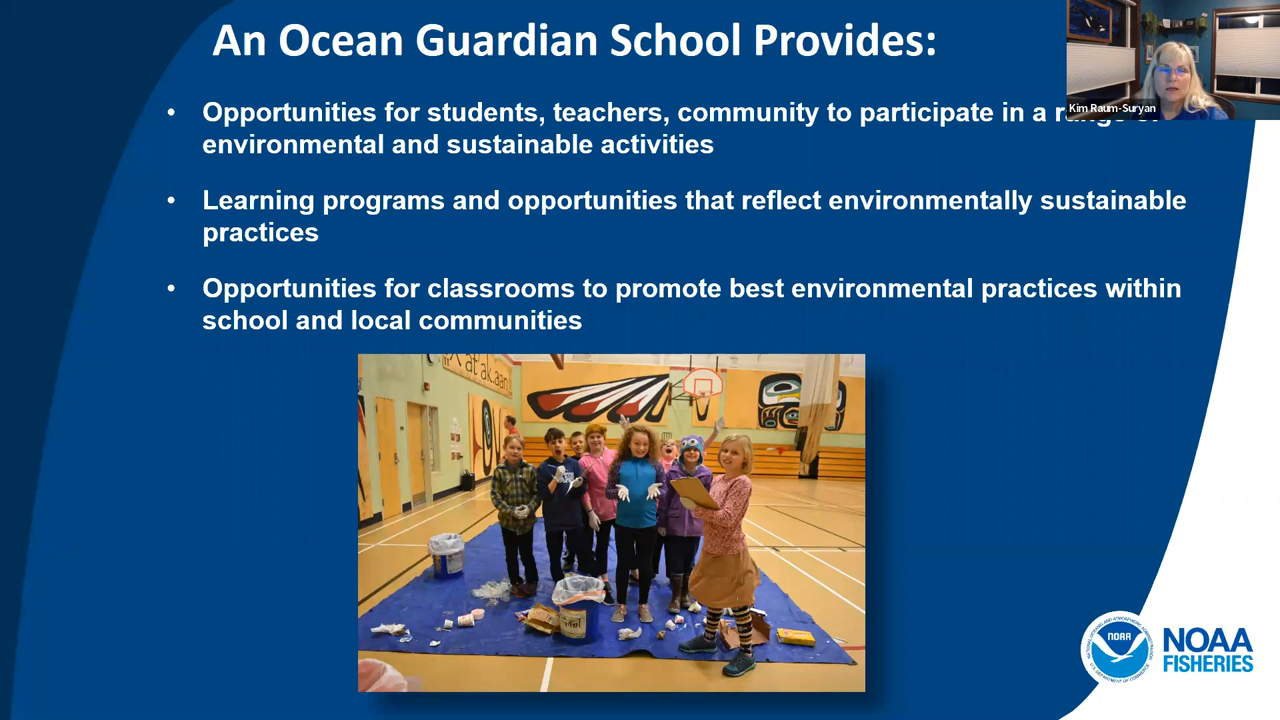 An Ocean Guardian School Provides:
Kim Raum-Suryan
• Opportunities for students, teachers, community to participate in a range of
environmental and sustainable activities
• Learning programs and opportunities that reflect environmentally sustainable
practices
• Opportunities for classrooms to promote best environmental practices within
school and local communities
NOAA
NOAA
FISHERIES